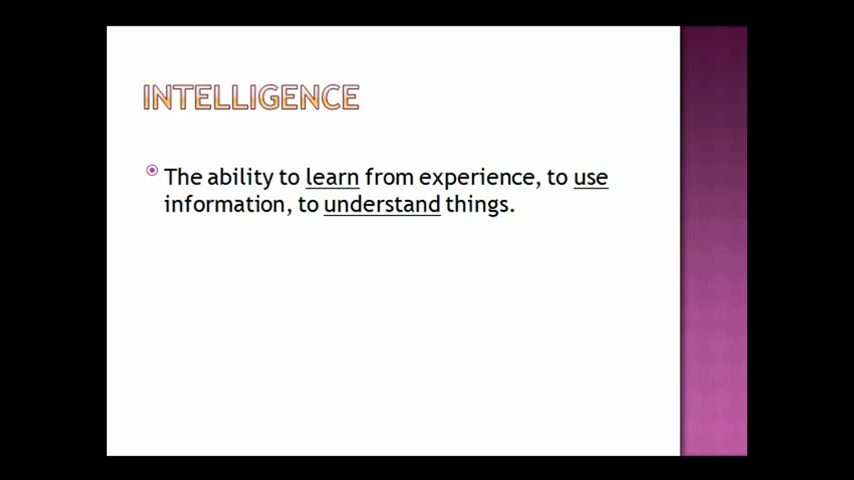 INTELLIGENCE
The ability to learn from experience, to use
information, to understand things.